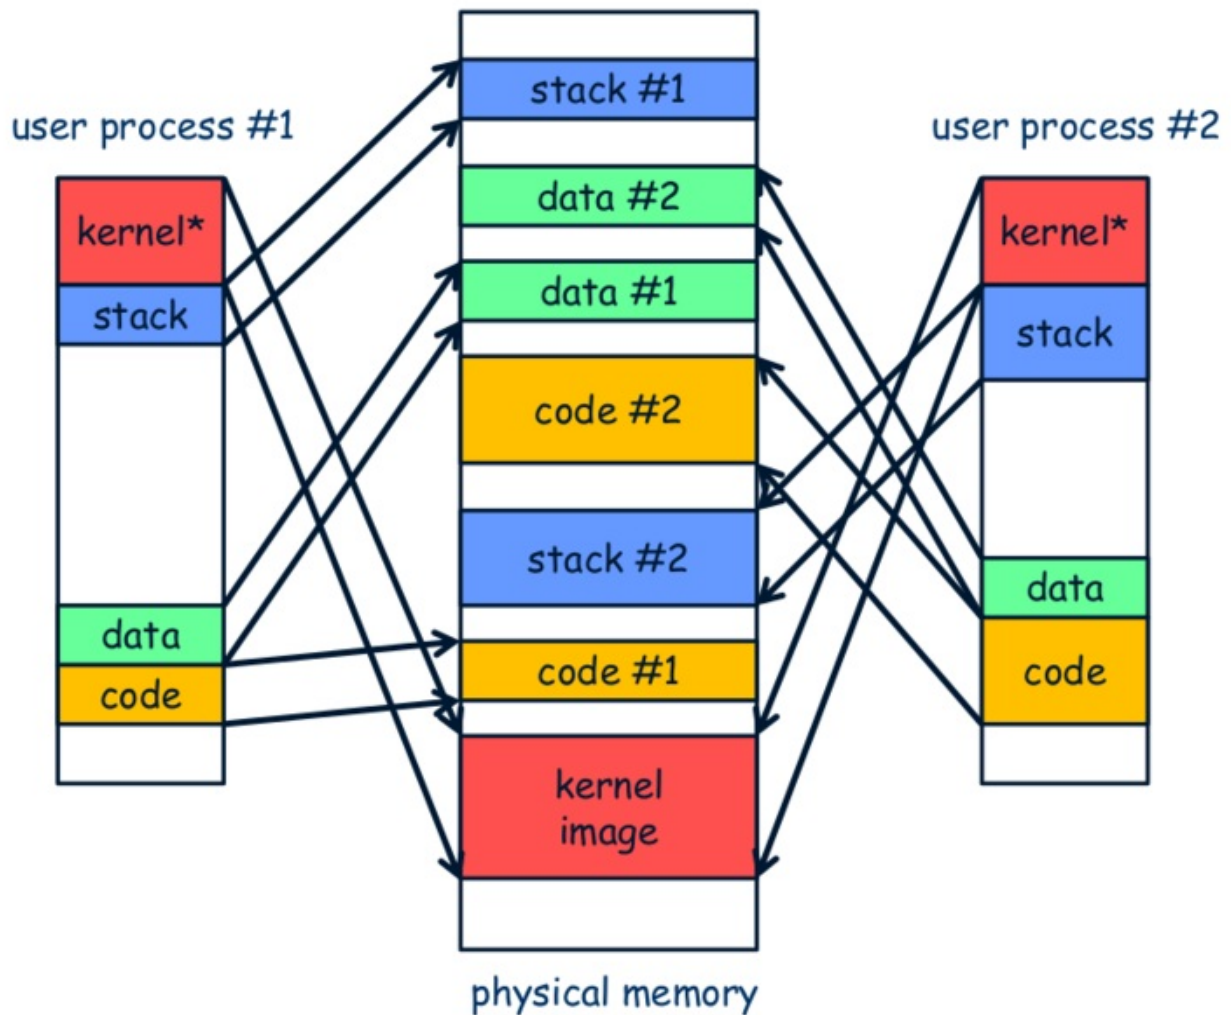 user process #1
kernel*
stack
data
code
stack #1
data #2
data #1
code #2
stack #2
code #1
kernel
image
physical memory
user process #2
kernel*
stack
data
code